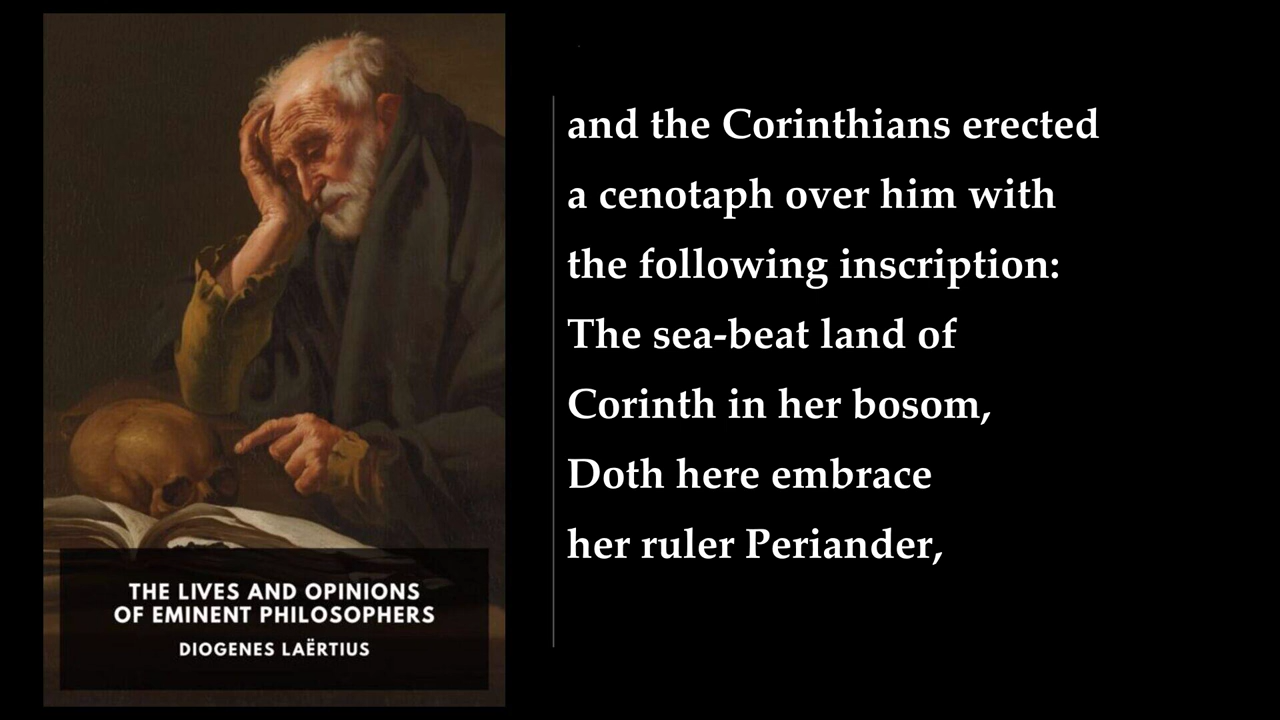 THE LIVES AND OPINIONS
OF EMINENT PHILOSOPHERS
DIOGENES LAËRTIUS
and the Corinthians erected
a cenotaph over him with
the following inscription:
The sea-beat land of
Corinth in her bosom,
Doth here embrace
her ruler Periander,